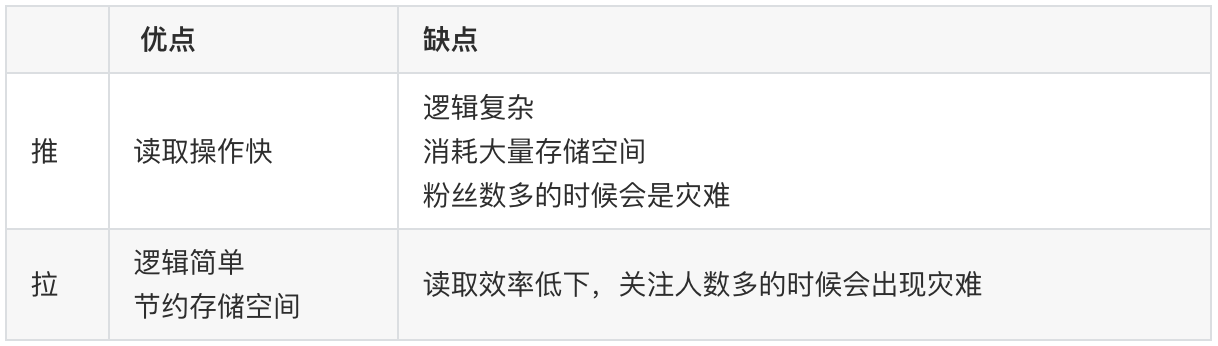 优点 缺点
逻辑复杂
推 读取操作快 消耗大量存储空间
粉丝数多的时候会是灾难
逻辑简单
拉 读取效率低下，关注人数多的时候会出现灾难
节约存储空间